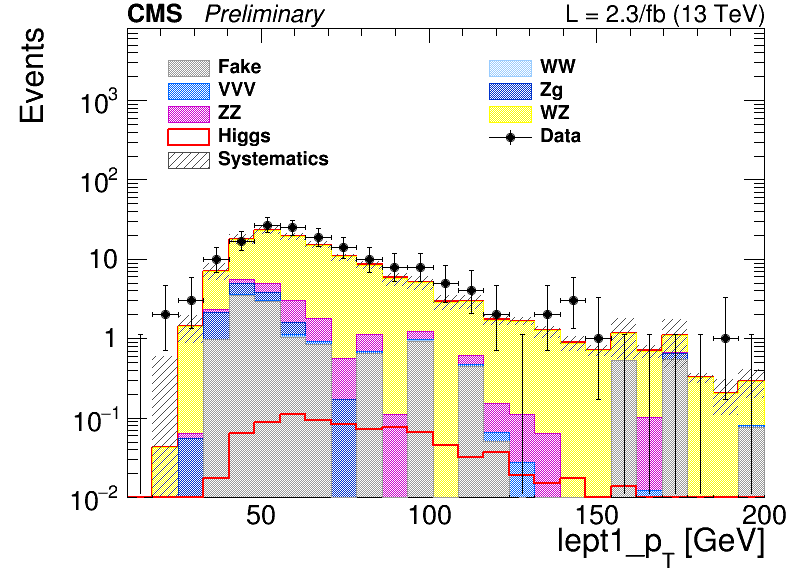 CMS Preliminary L = 2.3/fb (13 TeV)
Events
Fake WW
VVV Zg
ZZ WZ
Higgs Data
Systematics
10³
10²
10
1
10⁻¹
10⁻²
50 100 150 200
lept1_p_T [GeV]